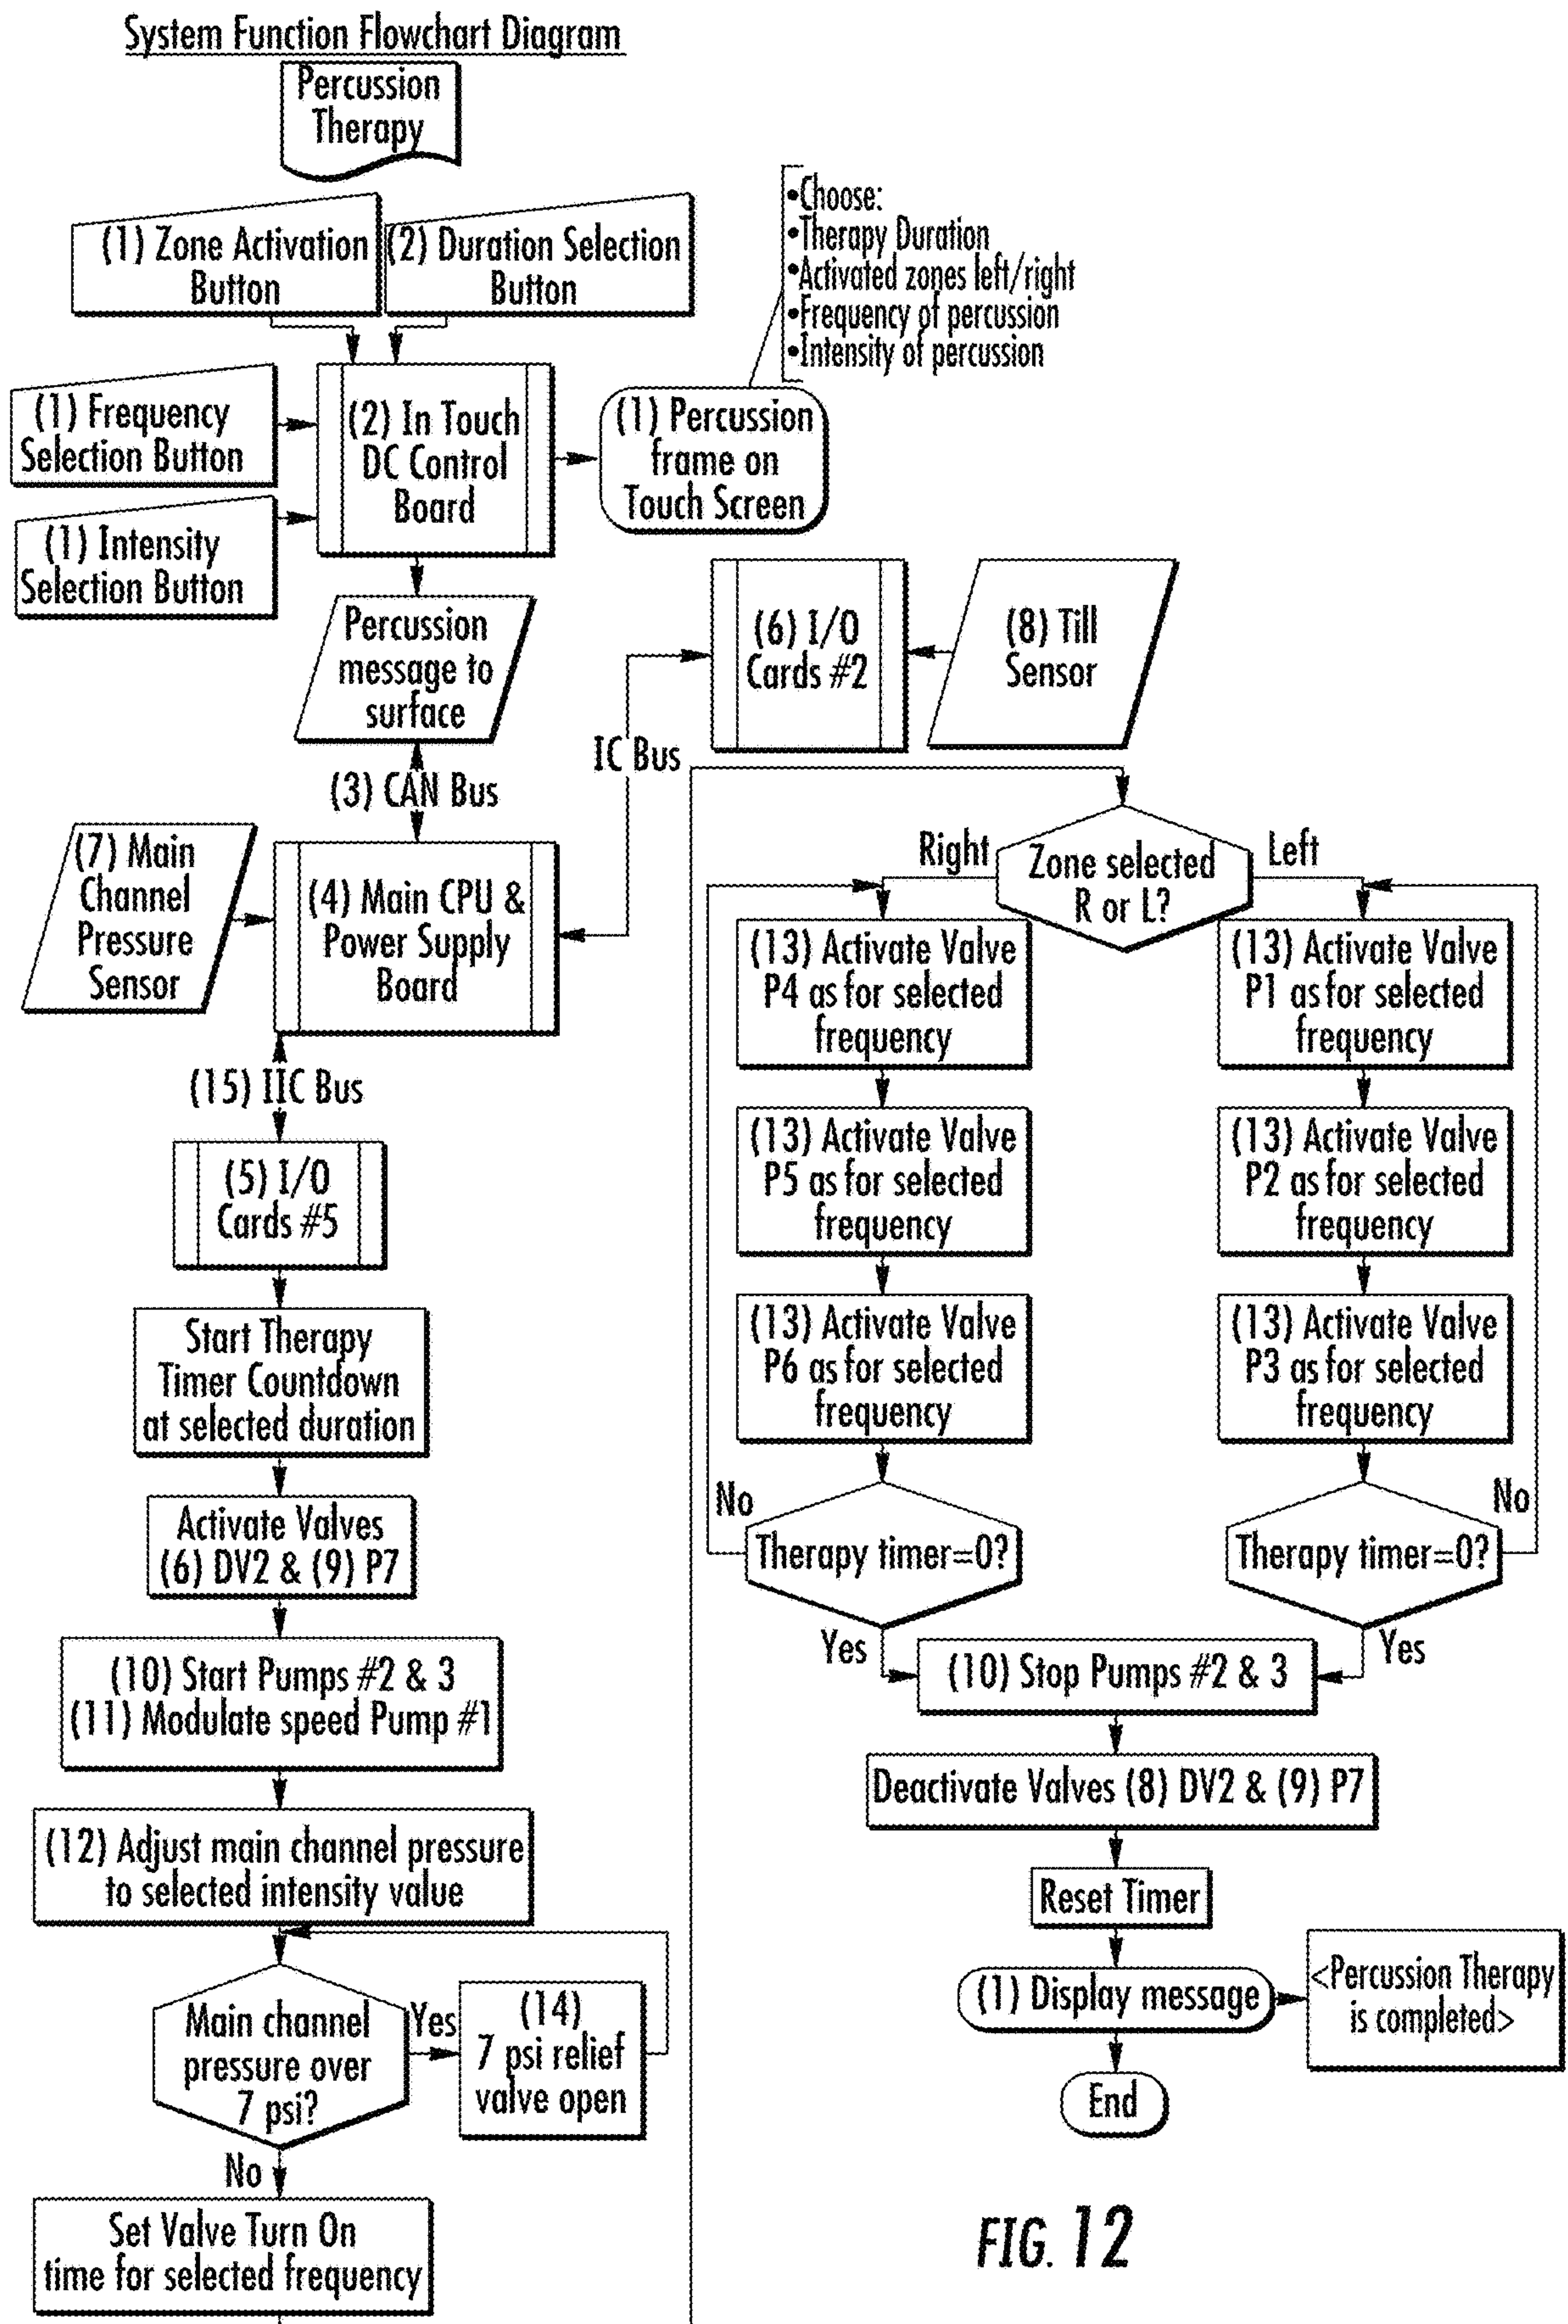 System Function Flowchart Diagram
Percussion
Therapy
(1) Zone Activation
Button
(2) Duration Selection
Button
•Choose:
•Therapy Duration
•Activated zones left/right
•Frequency of percussion
•Intensity of percussion
(1) Frequency
Selection Button
(2) In Touch
DC Control
Board
(1) Percussion
frame on
Touch Screen
(1) Intensity
Selection Button
Percussion
message to
surface
(6) I/O
Cards #2
(8) Till
Sensor
IC Bus
(3) CAN Bus
(7) Main
Channel
Pressure
Sensor
(4) Main CPU &
Power Supply
Board
(15) IIC Bus
(5) I/O
Cards #5
Start Therapy
Timer Countdown
at selected duration
Activate Valves
(6) DV2 & (9) P7
(10) Start Pumps #2 & 3
(11) Modulate speed Pump #1
(12) Adjust main channel pressure
to selected intensity value
Main channel
pressure over
7 psi?
Yes
(14)
7 psi relief
valve open
No
Set Valve Turn On
time for selected frequency
Right
Zone selected
R or L?
Left
(13) Activate Valve
P4 as for selected
frequency
(13) Activate Valve
P5 as for selected
frequency
(13) Activate Valve
P6 as for selected
frequency
No
Therapy timer=0?
Yes
(13) Activate Valve
P1 as for selected
frequency
(13) Activate Valve
P2 as for selected
frequency
(13) Activate Valve
P3 as for selected
frequency
No
Therapy timer=0?
Yes
(10) Stop Pumps #2 & 3
Deactivate Valves (8) DV2 & (9) P7
Reset Timer
(1) Display message
<Percussion Therapy
is completed>
End
FIG. 12